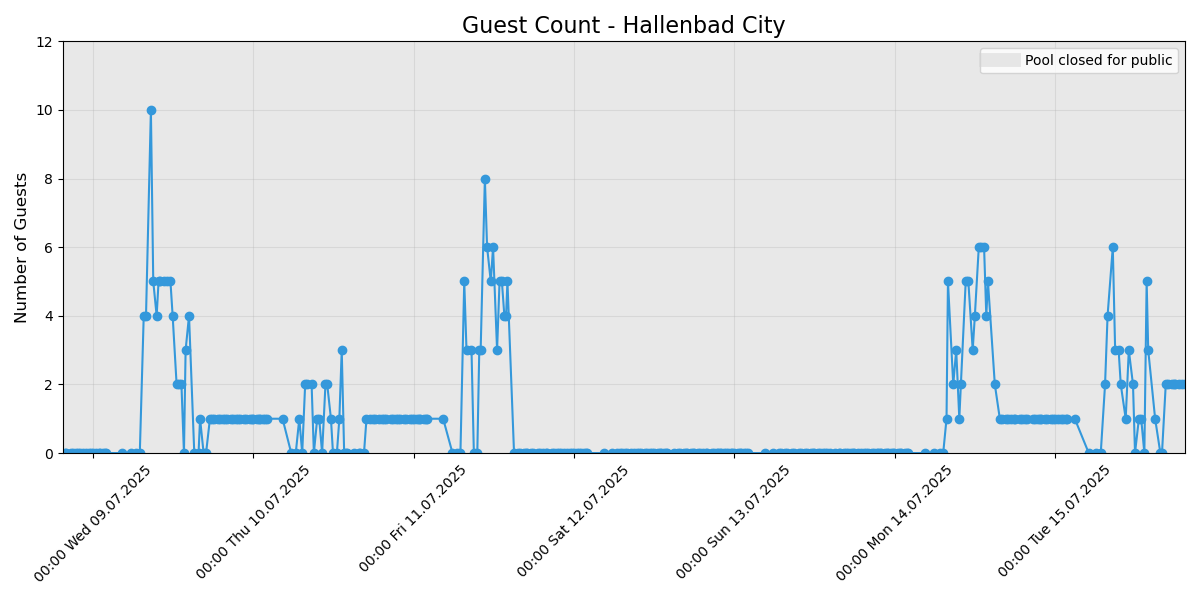 Guest Count - Hallenbad City
Pool closed for public
Number of Guests
12
10
8
6
4
2
0
00:00 Wed 09.07.2025
00:00 Thu 10.07.2025
00:00 Fri 11.07.2025
00:00 Sat 12.07.2025
00:00 Sun 13.07.2025
00:00 Mon 14.07.2025
00:00 Tue 15.07.2025